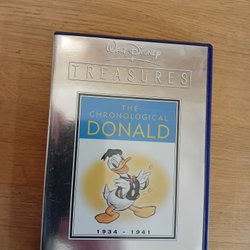 WALT DISNEY
TREASURES
THE
CHRONOLOGICAL
DONALD
1934 - 1941